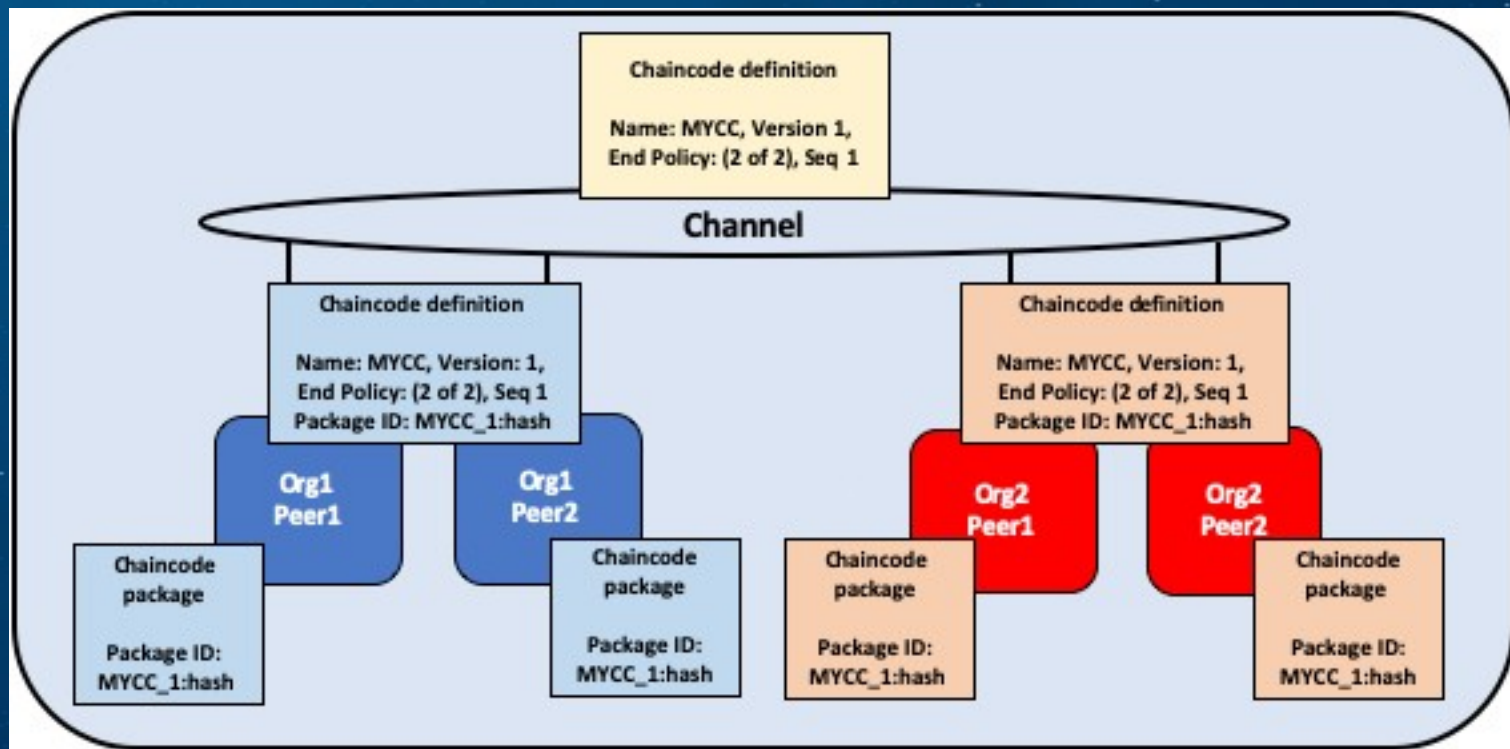 Chaincode definition
Name: MYCC, Version 1,
End Policy: (2 of 2), Seq 1
Channel
Chaincode definition
Name: MYCC, Version: 1,
End Policy: (2 of 2), Seq 1
Package ID: MYCC_1:hash
Chaincode definition
Name: MYCC, Version: 1,
End Policy: (2 of 2), Seq 1
Package ID: MYCC_1:hash
Org1
Peer1
Org1
Peer2
Org2
Peer1
Org2
Peer2
Chaincode
package
Package ID:
MYCC_1:hash
Chaincode
package
Package ID:
MYCC_1:hash
Chaincode
package
Package ID:
MYCC_1:hash
Chaincode
package
Package ID:
MYCC_1:hash